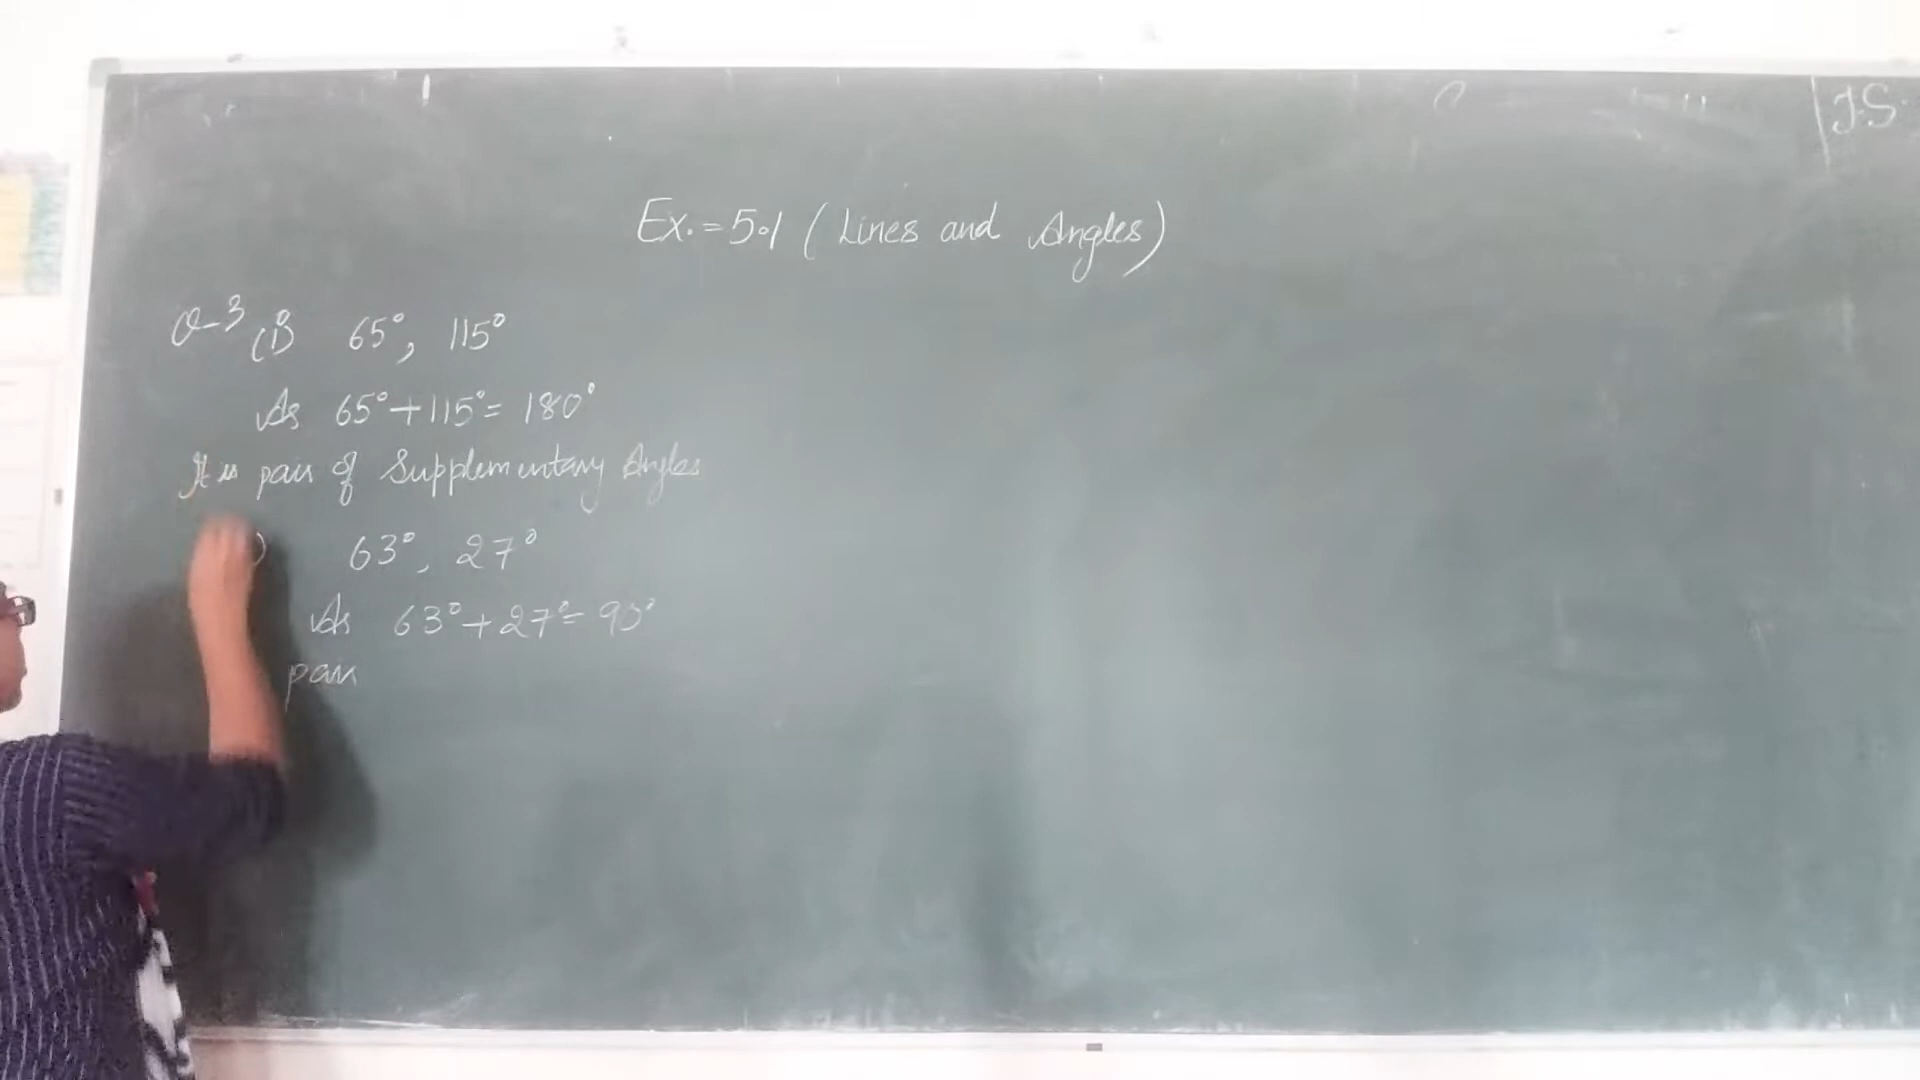 J.S.
Ex. = 5.1 (Lines and Angles)
Q-3 (i) 65°, 115°
As 65° + 115° = 180°
It is pair of Supplementary Angles
) 63°, 27°
As 63° + 27° = 90°
pair